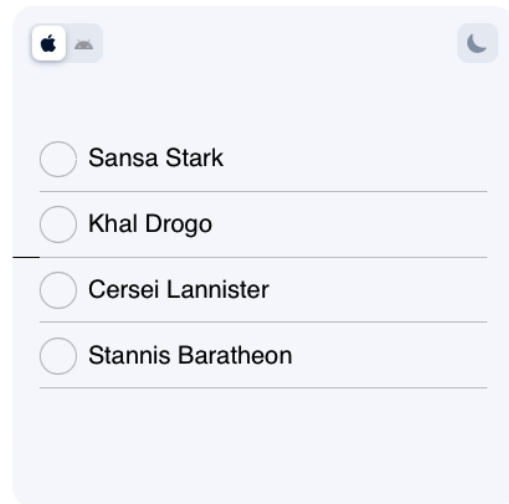 Sansa Stark
Khal Drogo
Cersei Lannister
Stannis Baratheon